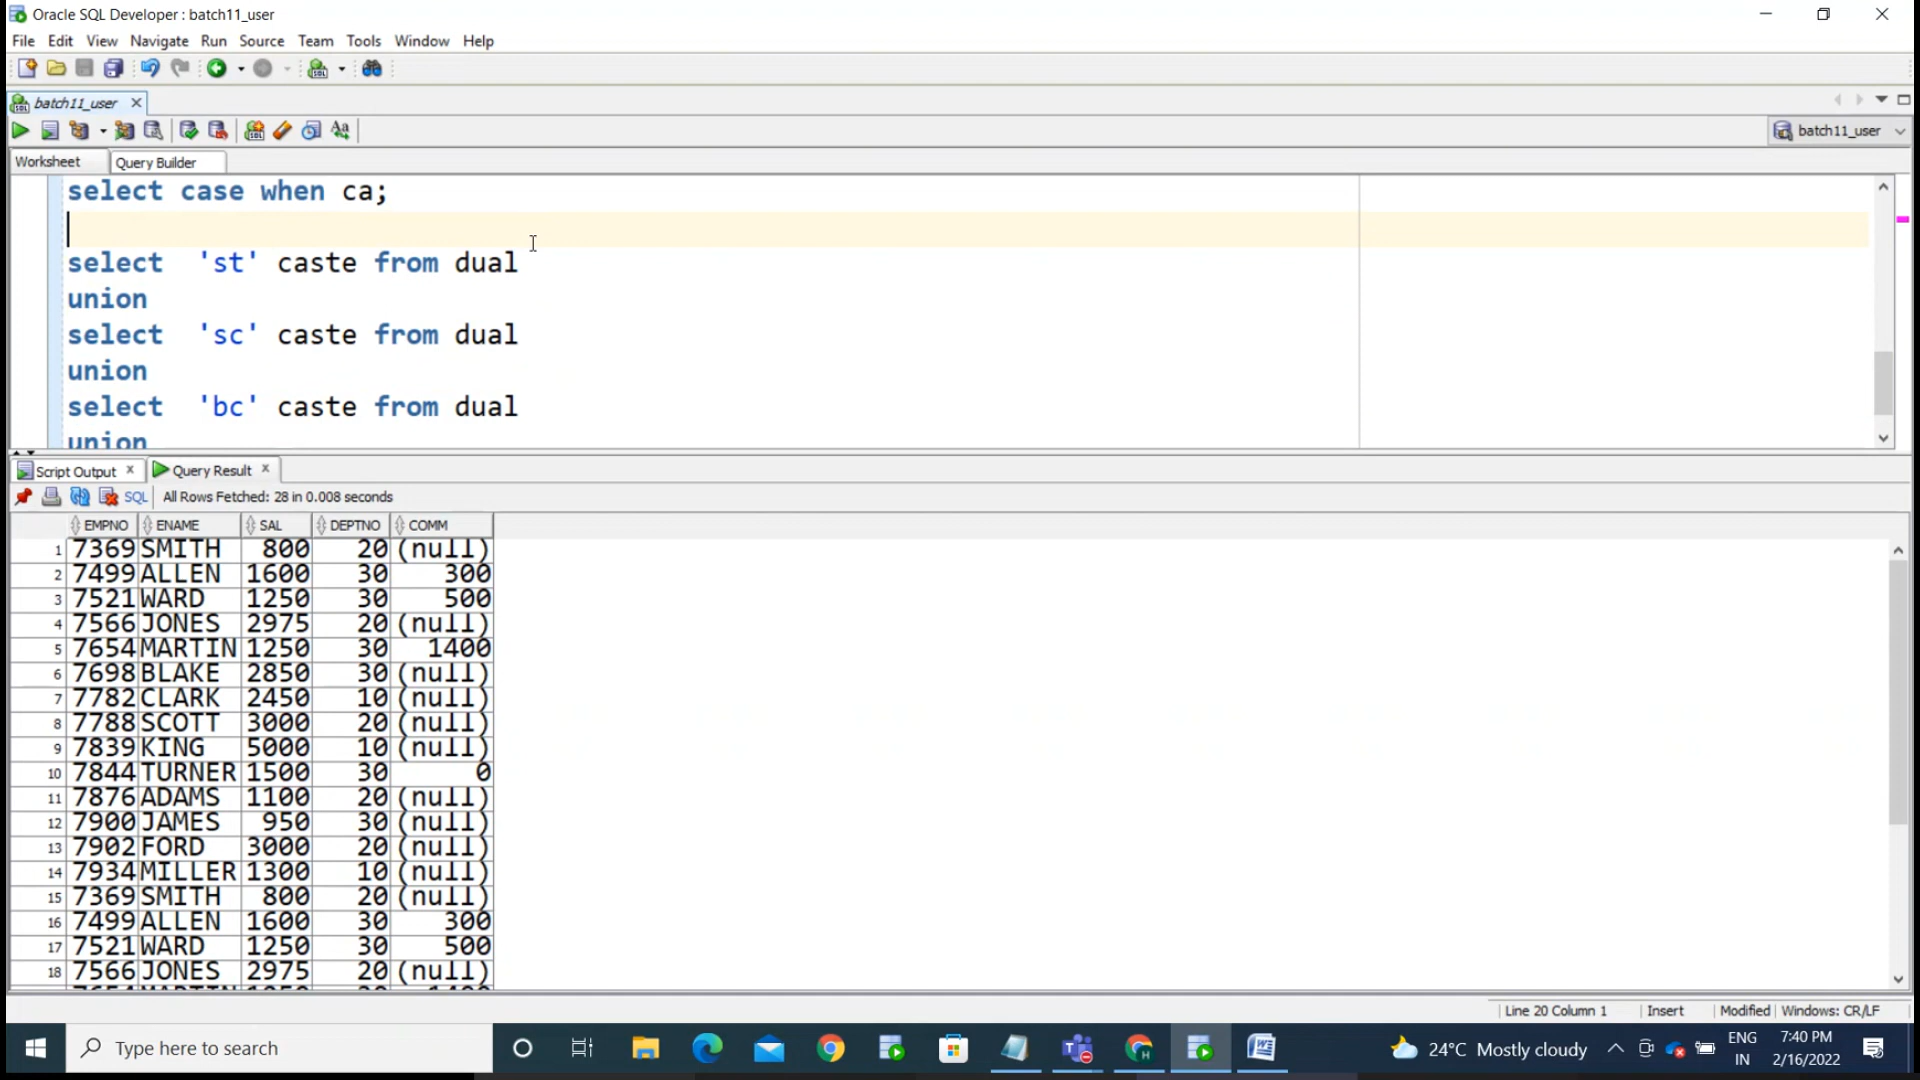 Oracle SQL Developer : batch11_user
File Edit View Navigate Run Source Team Tools Window Help
batch11_user
batch11_user
Worksheet Query Builder
select case when ca;
select  'st' caste from dual
union
select  'sc' caste from dual
union
select  'bc' caste from dual
union
Script Output Query Result
SQL All Rows Fetched: 28 in 0.008 seconds
EMPNO ENAME SAL DEPTNO COMM
1 7369 SMITH 800 20 (null)
2 7499 ALLEN 1600 30 300
3 7521 WARD 1250 30 500
4 7566 JONES 2975 20 (null)
5 7654 MARTIN 1250 30 1400
6 7698 BLAKE 2850 30 (null)
7 7782 CLARK 2450 10 (null)
8 7788 SCOTT 3000 20 (null)
9 7839 KING 5000 10 (null)
10 7844 TURNER 1500 30 0
11 7876 ADAMS 1100 20 (null)
12 7900 JAMES 950 30 (null)
13 7902 FORD 3000 20 (null)
14 7934 MILLER 1300 10 (null)
15 7369 SMITH 800 20 (null)
16 7499 ALLEN 1600 30 300
17 7521 WARD 1250 30 500
18 7566 JONES 2975 20 (null)
Line 20 Column 1 Insert Modified Windows: CR/LF
Type here to search
24°C Mostly cloudy
ENG
IN
7:40 PM
2/16/2022